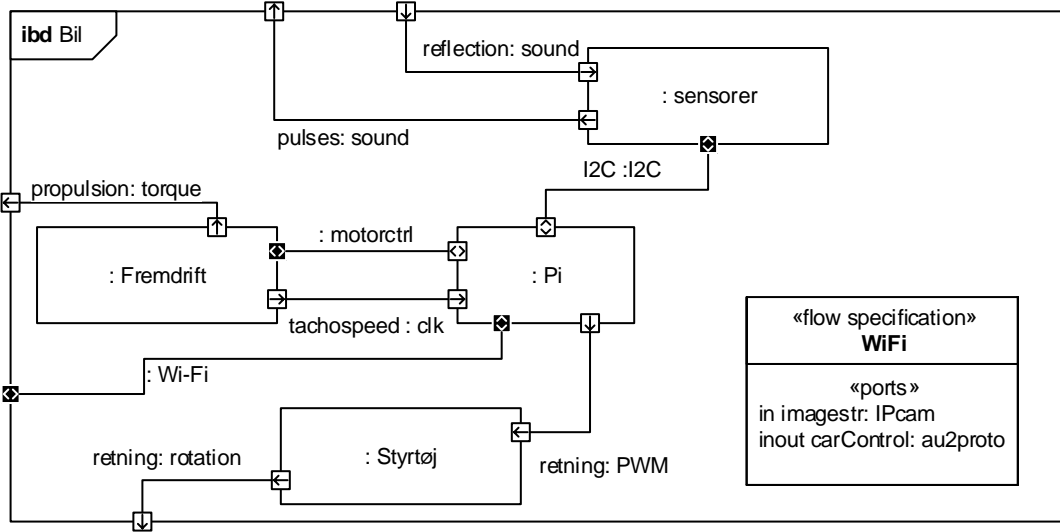 ibd Bil
reflection: sound
: sensorer
pulses: sound
I2C :I2C
propulsion: torque
: motorctrl
: Fremdrift
: Pi
tachospeed : clk
: Wi-Fi
«flow specification»
WiFi
«ports»
in imagestr: IPcam
inout carControl: au2proto
retning: rotation
: Styrtøj
retning: PWM